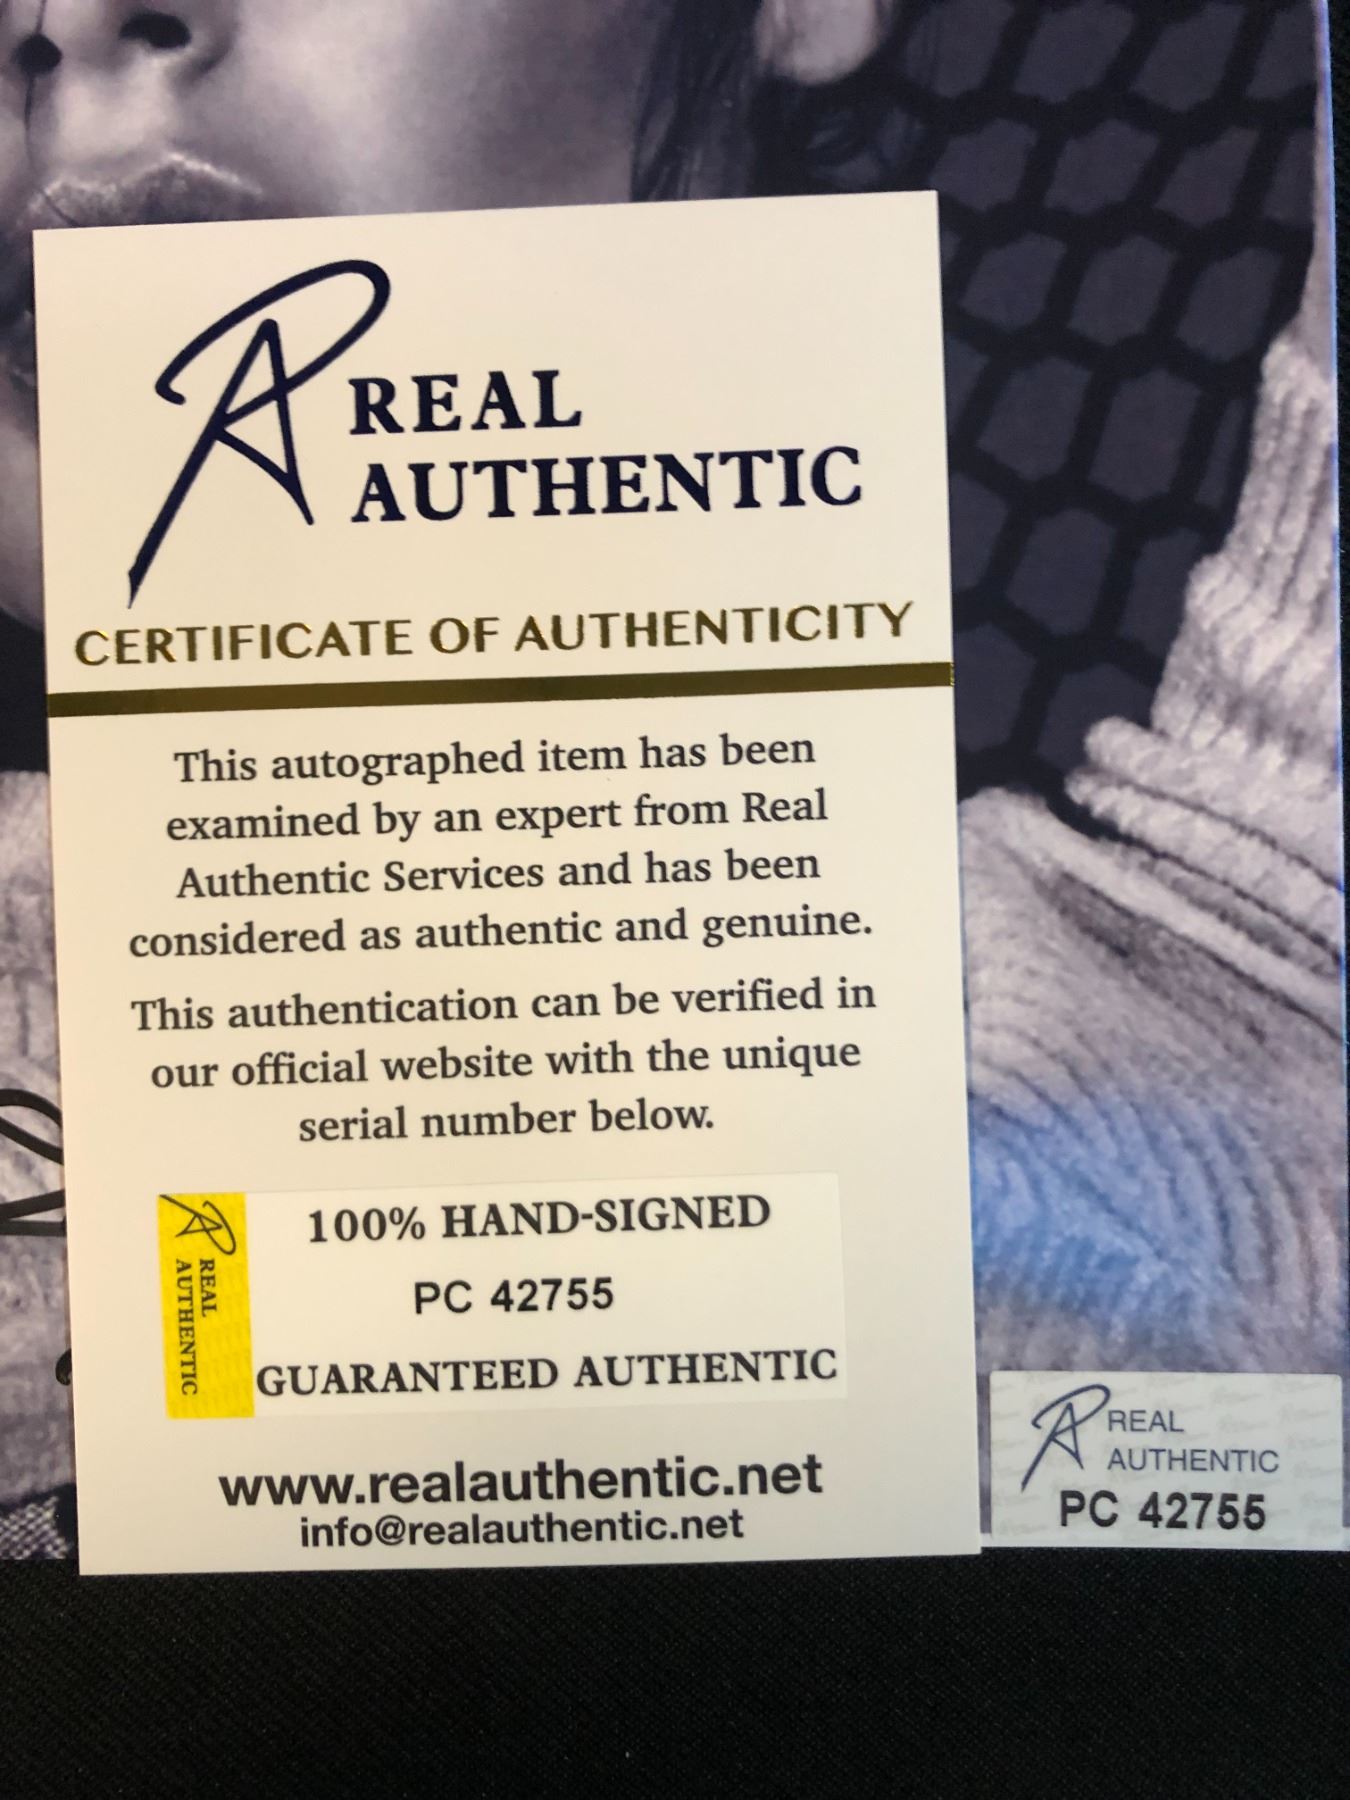 REAL
AUTHENTIC
CERTIFICATE OF AUTHENTICITY
This autographed item has been
examined by an expert from Real
Authentic Services and has been
considered as authentic and genuine.
This authentication can be verified in
our official website with the unique
serial number below.
REAL
AUTHENTIC
100% HAND-SIGNED
PC 42755
GUARANTEED AUTHENTIC
www.realauthentic.net
info@realauthentic.net
REAL
AUTHENTIC
PC 42755